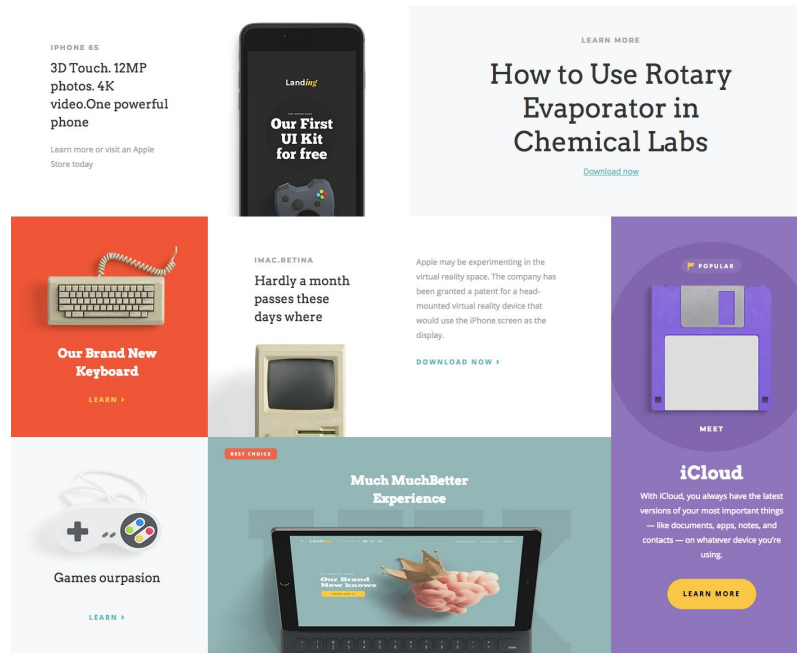 IPHONE 6S
3D Touch. 12MP
photos. 4K
video.One powerful
phone
Learn more or visit an Apple
Store today
Landing
Our First
UI Kit
for free
LEARN MORE
How to Use Rotary
Evaporator in
Chemical Labs
Download now
Our Brand New
Keyboard
LEARN >
IMAC.RETINA
Hardly a month
passes these
days where
Apple may be experimenting in the
virtual reality space. The company has
been granted a patent for a head-
mounted virtual reality device that
would use the iPhone screen as the
display.
DOWNLOAD NOW >
POPULAR
MEET
iCloud
With iCloud, you always have the latest
versions of your most important things
— like documents, apps, notes, and
contacts — on whatever device you're
using.
LEARN MORE
Games ourpasion
LEARN >
BEST CHOICE
Much MuchBetter
Experience
Landing
Our Brand
New knows